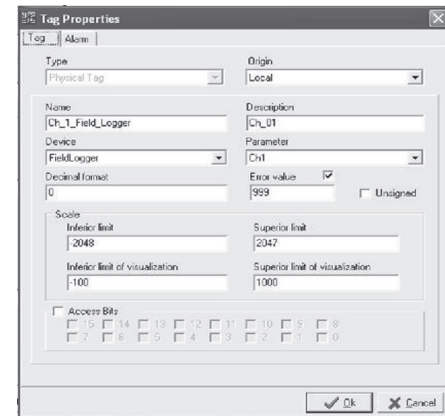 Tag Properties
Tag Alarm
Type Origin
Physical Tag Local
Name Description
Ch_1_Field_Logger Ch_01
Device Parameter
FieldLogger Ch1
Decimal format Error value
0 999 Unsigned
Scale
Inferior limit Superior limit
-2048 2047
Inferior limit of visualization Superior limit of visualization
-100 1000
Access Bits
15 14 13 12 11 10 9 8
7 6 5 4 3 2 1 0
Ok Cancel